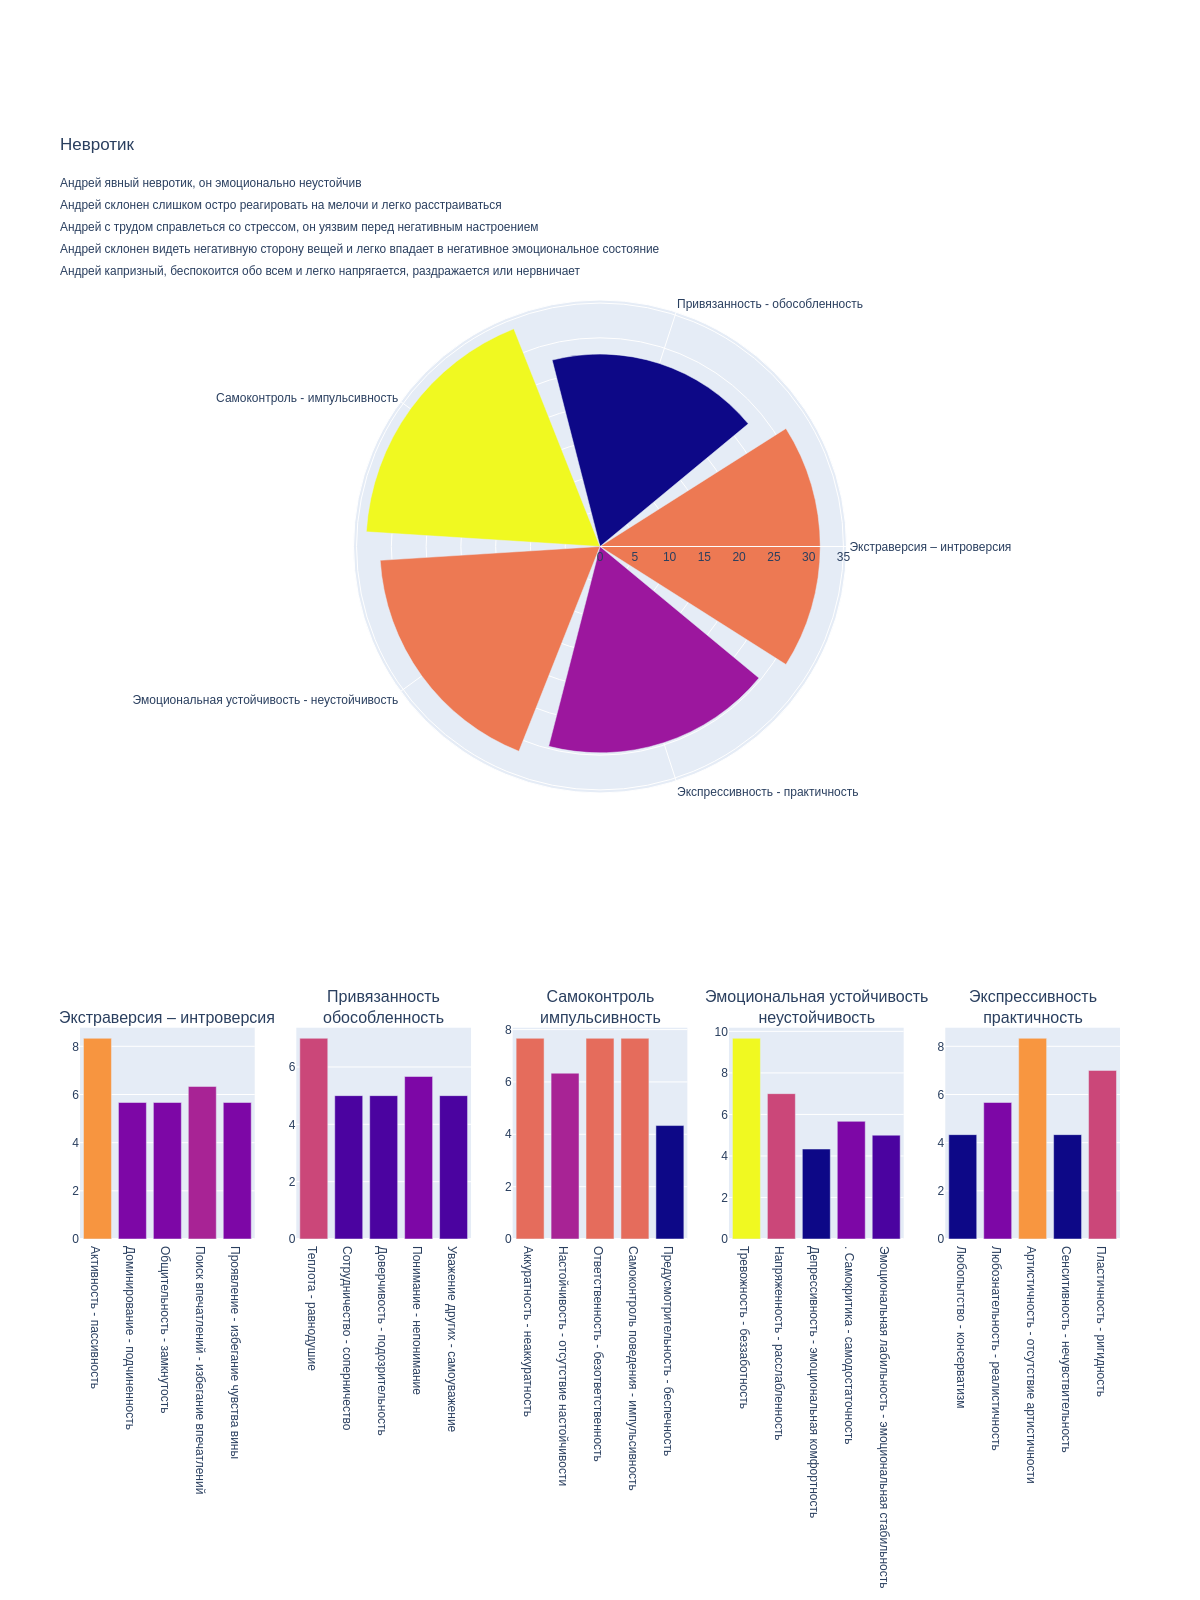 Невротик
Андрей явный невротик, он эмоционально неустойчив
Андрей склонен слишком остро реагировать на мелочи и легко расстраиваться
Андрей с трудом справлеться со стрессом, он уязвим перед негативным настроением
Андрей склонен видеть негативную сторону вещей и легко впадает в негативное эмоциональное состояние
Андрей капризный, беспокоится обо всем и легко напрягается, раздражается или нервничает
Привязанность - обособленность
Самоконтроль - импульсивность
Экстраверсия – интроверсия
0 5 10 15 20 25 30 35
Эмоциональная устойчивость - неустойчивость
Экспрессивность - практичность
Экстраверсия – интроверсия
8
6
4
2
0
Активность - пассивность
Доминирование - подчиненность
Общительность - замкнутость
Поиск впечатлений - избегание впечатлений
Проявление - избегание чувства вины
Привязанность
обособленность
6
4
2
0
Теплота - равнодушие
Сотрудничество - соперничество
Доверчивость - подозрительность
Понимание - непонимание
Уважение других - самоуважение
Самоконтроль
импульсивность
8
6
4
2
0
Аккуратность - неаккуратность
Настойчивость - отсутствие настойчивости
Ответственность - безответственность
Самоконтроль поведения - импульсивность
Предусмотрительность - беспечность
Эмоциональная устойчивость
неустойчивость
10
8
6
4
2
0
Тревожность - беззаботность
Напряженность - расслабленность
Депрессивность - эмоциональная комфортность
. Самокритика - самодостаточность
Эмоциональная лабильность - эмоциональная стабильность
Экспрессивность
практичность
8
6
4
2
0
Любопытство - консерватизм
Любознательность - реалистичность
Артистичность - отсутствие артистичности
Сенситивность - нечувствительность
Пластичность - ригидность